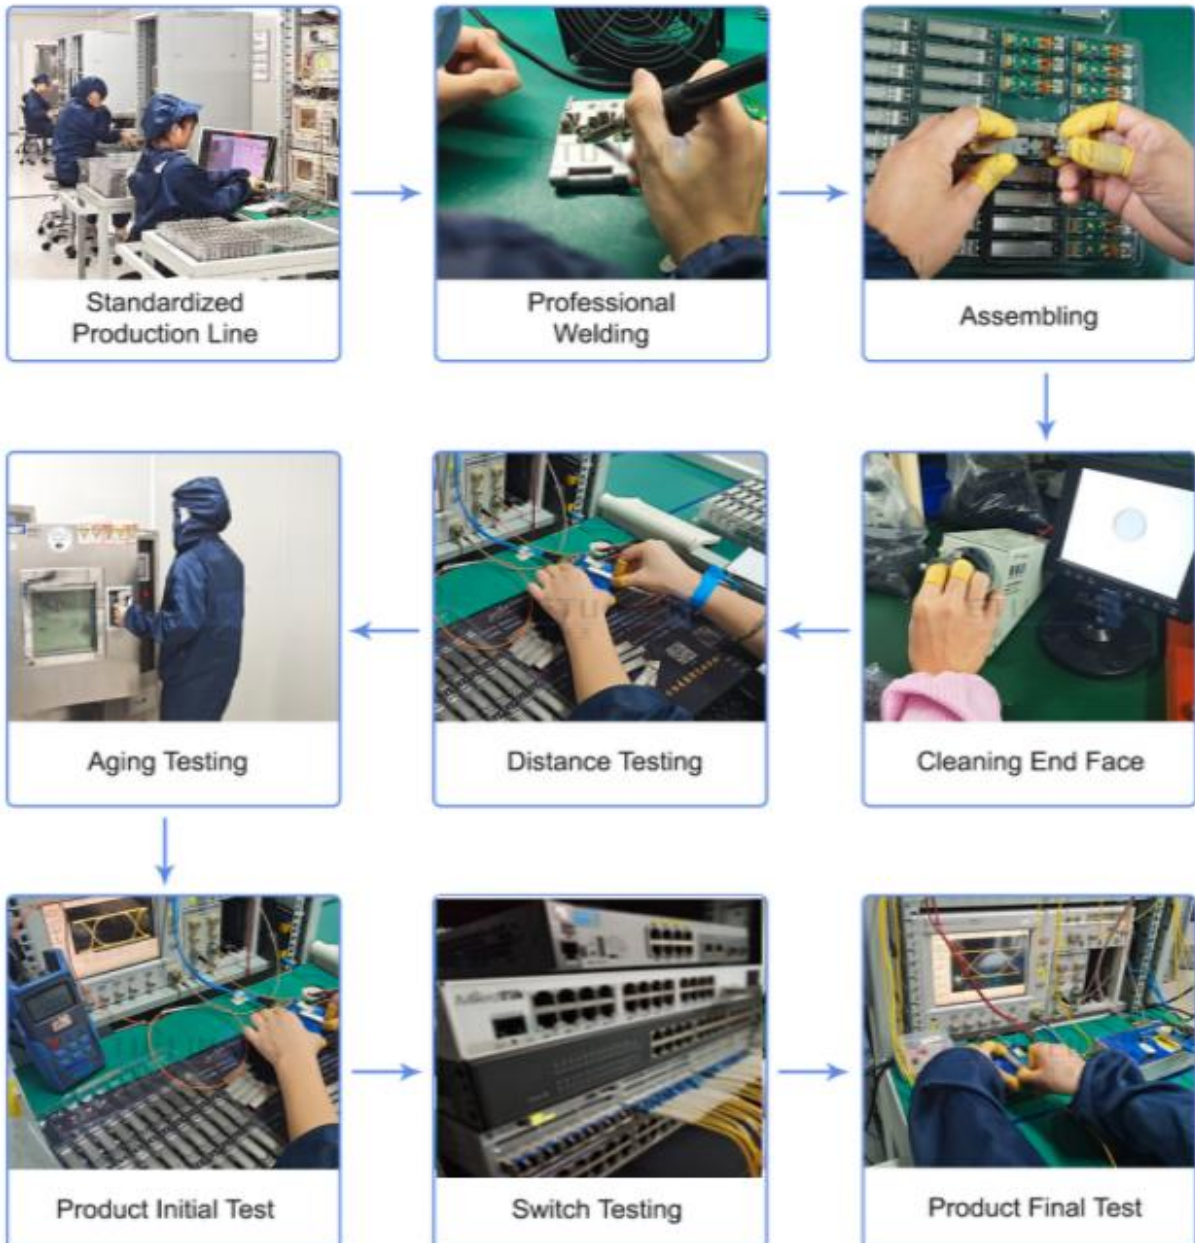 Standardized
Production Line
Professional
Welding
Assembling
Cleaning End Face
Distance Testing
Aging Testing
Product Initial Test
MikroTik
Switch Testing
Product Final Test